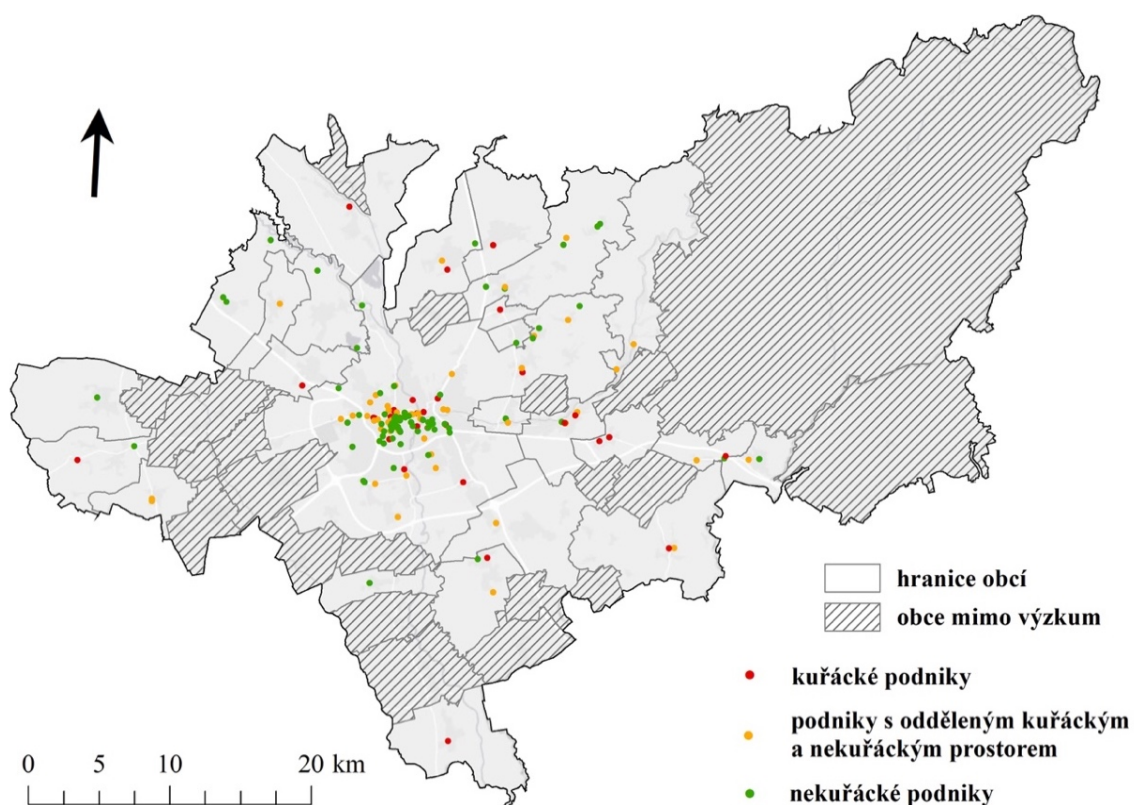 hranice obcí
obce mimo výzkum
kuřácké podniky
podniky s odděleným kuřáckým
a nekuřáckým prostorem
nekuřácké podniky
0 5 10 20 km